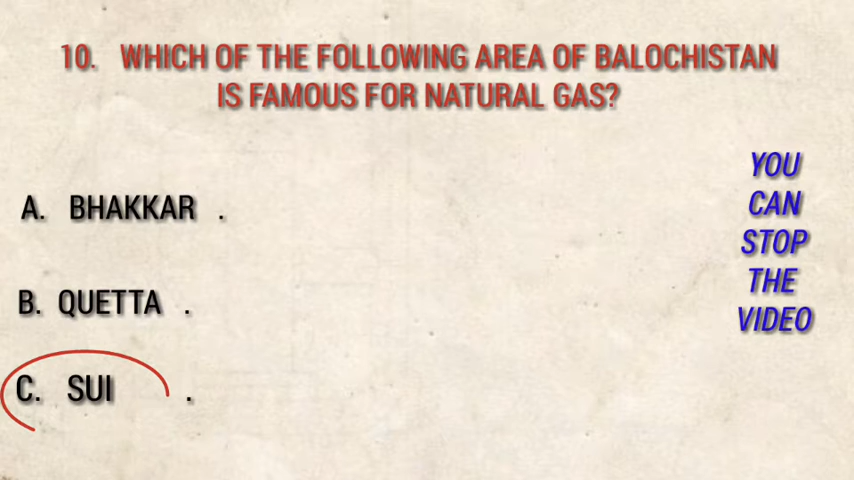 10. WHICH OF THE FOLLOWING AREA OF BALOCHISTAN
IS FAMOUS FOR NATURAL GAS?
A. BHAKKAR .
B. QUETTA .
C. SUI .
YOU
CAN
STOP
THE
VIDEO